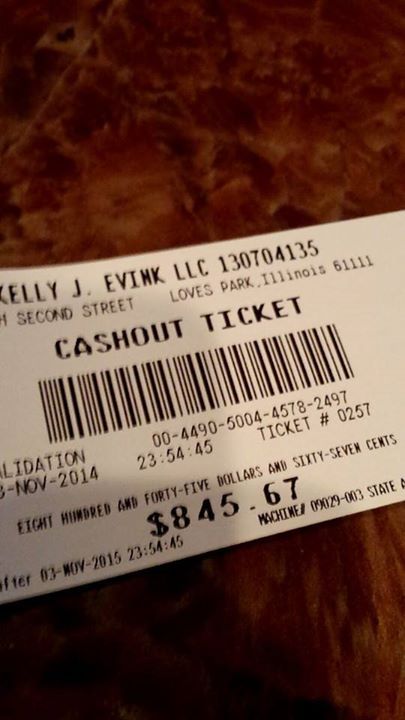 KELLY J. EVINK LLC 130704135
H SECOND STREET LOVES PARK,Illinois 61111
CASHOUT TICKET
00-4490-5004-4578-2497
LIDATION 23:54:45 TICKET # 0257
3-NOV-2014
EIGHT HUNDRED AND FORTY-FIVE DOLLARS AND SIXTY-SEVEN CENTS
$845.67
fter 03-NOV-2015 23:54:45 MACHINE# 09029-003 STATE